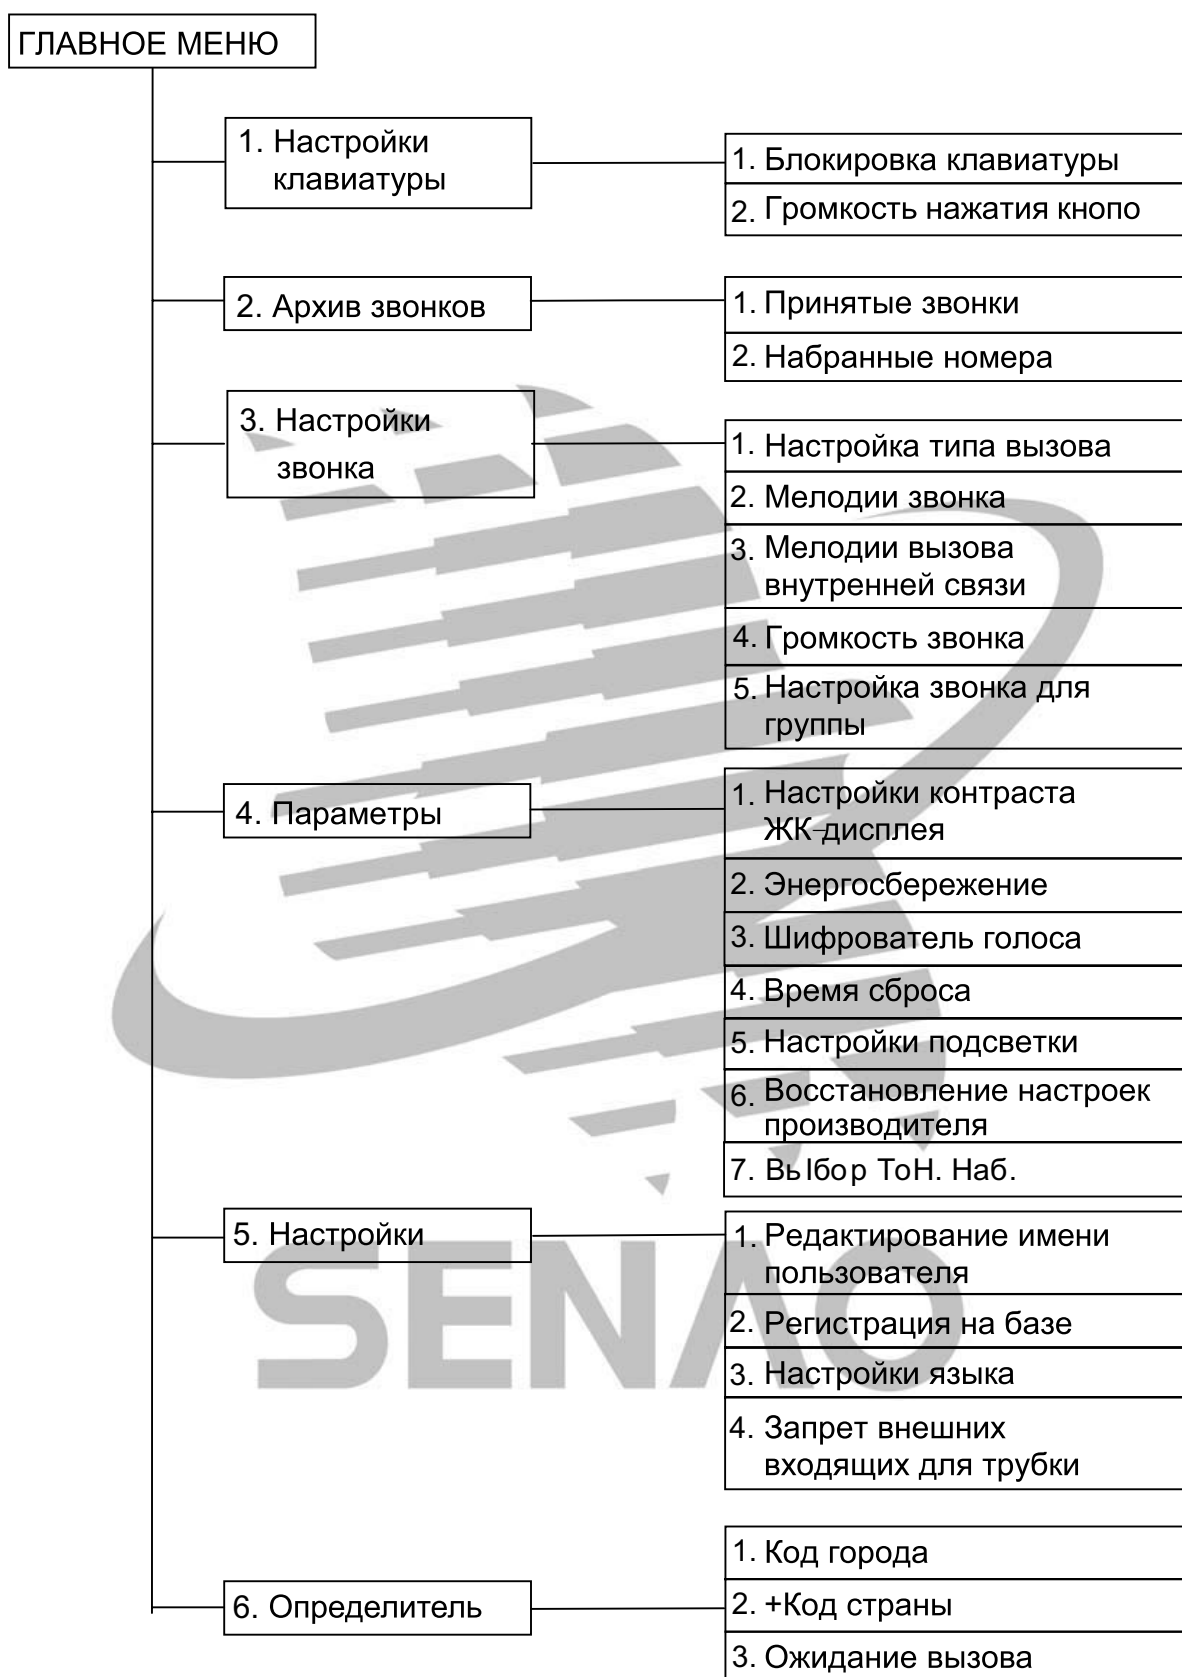 ГЛАВНОЕ МЕНЮ
1. Настройки
клавиатуры
1. Блокировка клавиатуры
2. Громкость нажатия кнопо
2. Архив звонков
1. Принятые звонки
2. Набранные номера
3. Настройки
звонка
1. Настройка типа вызова
2. Мелодии звонка
3. Мелодии вызова
внутренней связи
4. Громкость звонка
5. Настройка звонка для
группы
4. Параметры
1. Настройки контраста
ЖК-дисплея
2. Энергосбережение
3. Шифрователь голоса
4. Время сброса
5. Настройки подсветки
6. Восстановление настроек
производителя
7. ВьIбор ТоН. Наб.
5. Настройки
1. Редактирование имени
пользователя
2. Регистрация на базе
3. Настройки языка
4. Запрет внешних
входящих для трубки
SENAO
6. Определитель
1. Код города
2. +Код страны
3. Ожидание вызова